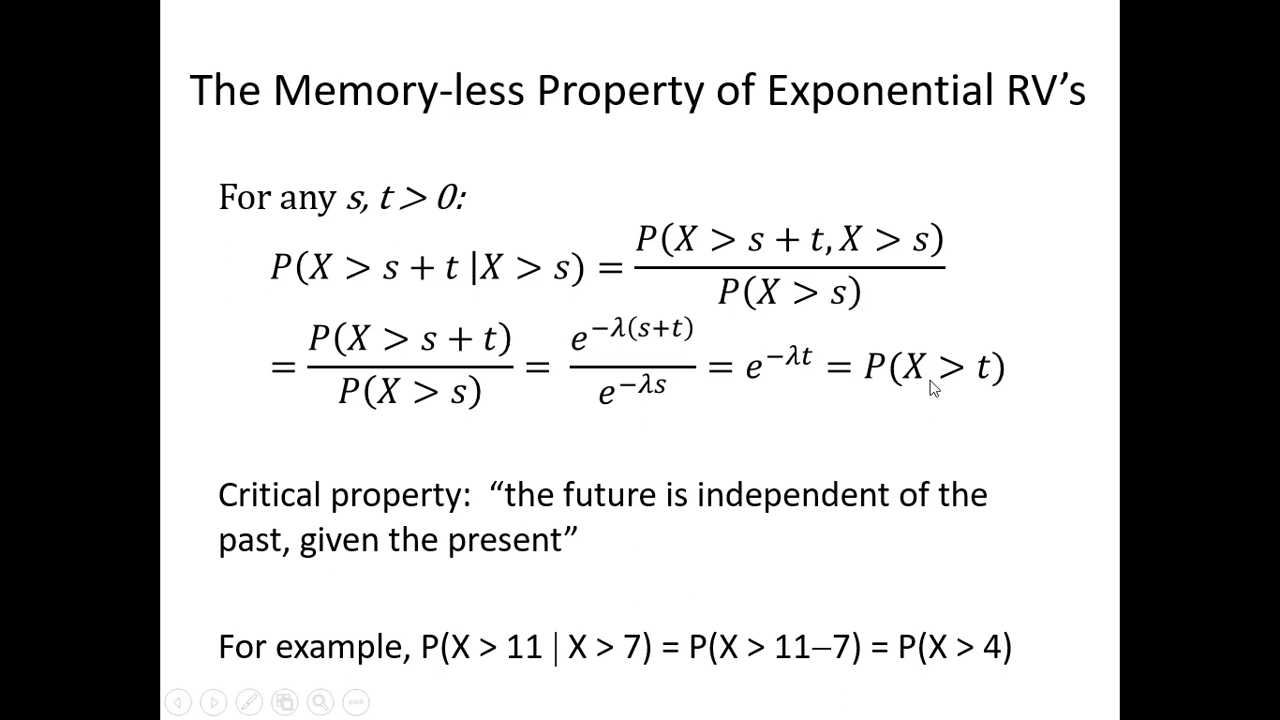 The Memory-less Property of Exponential RV's
For any s, t > 0:
P(X > s + t |X > s) = P(X > s + t, X > s) / P(X > s)
= P(X > s + t) / P(X > s) = e^{−λ(s+t)} / e^{−λs} = e^{−λt} = P(X > t)
Critical property: “the future is independent of the
past, given the present”
For example, P(X > 11 | X > 7) = P(X > 11−7) = P(X > 4)